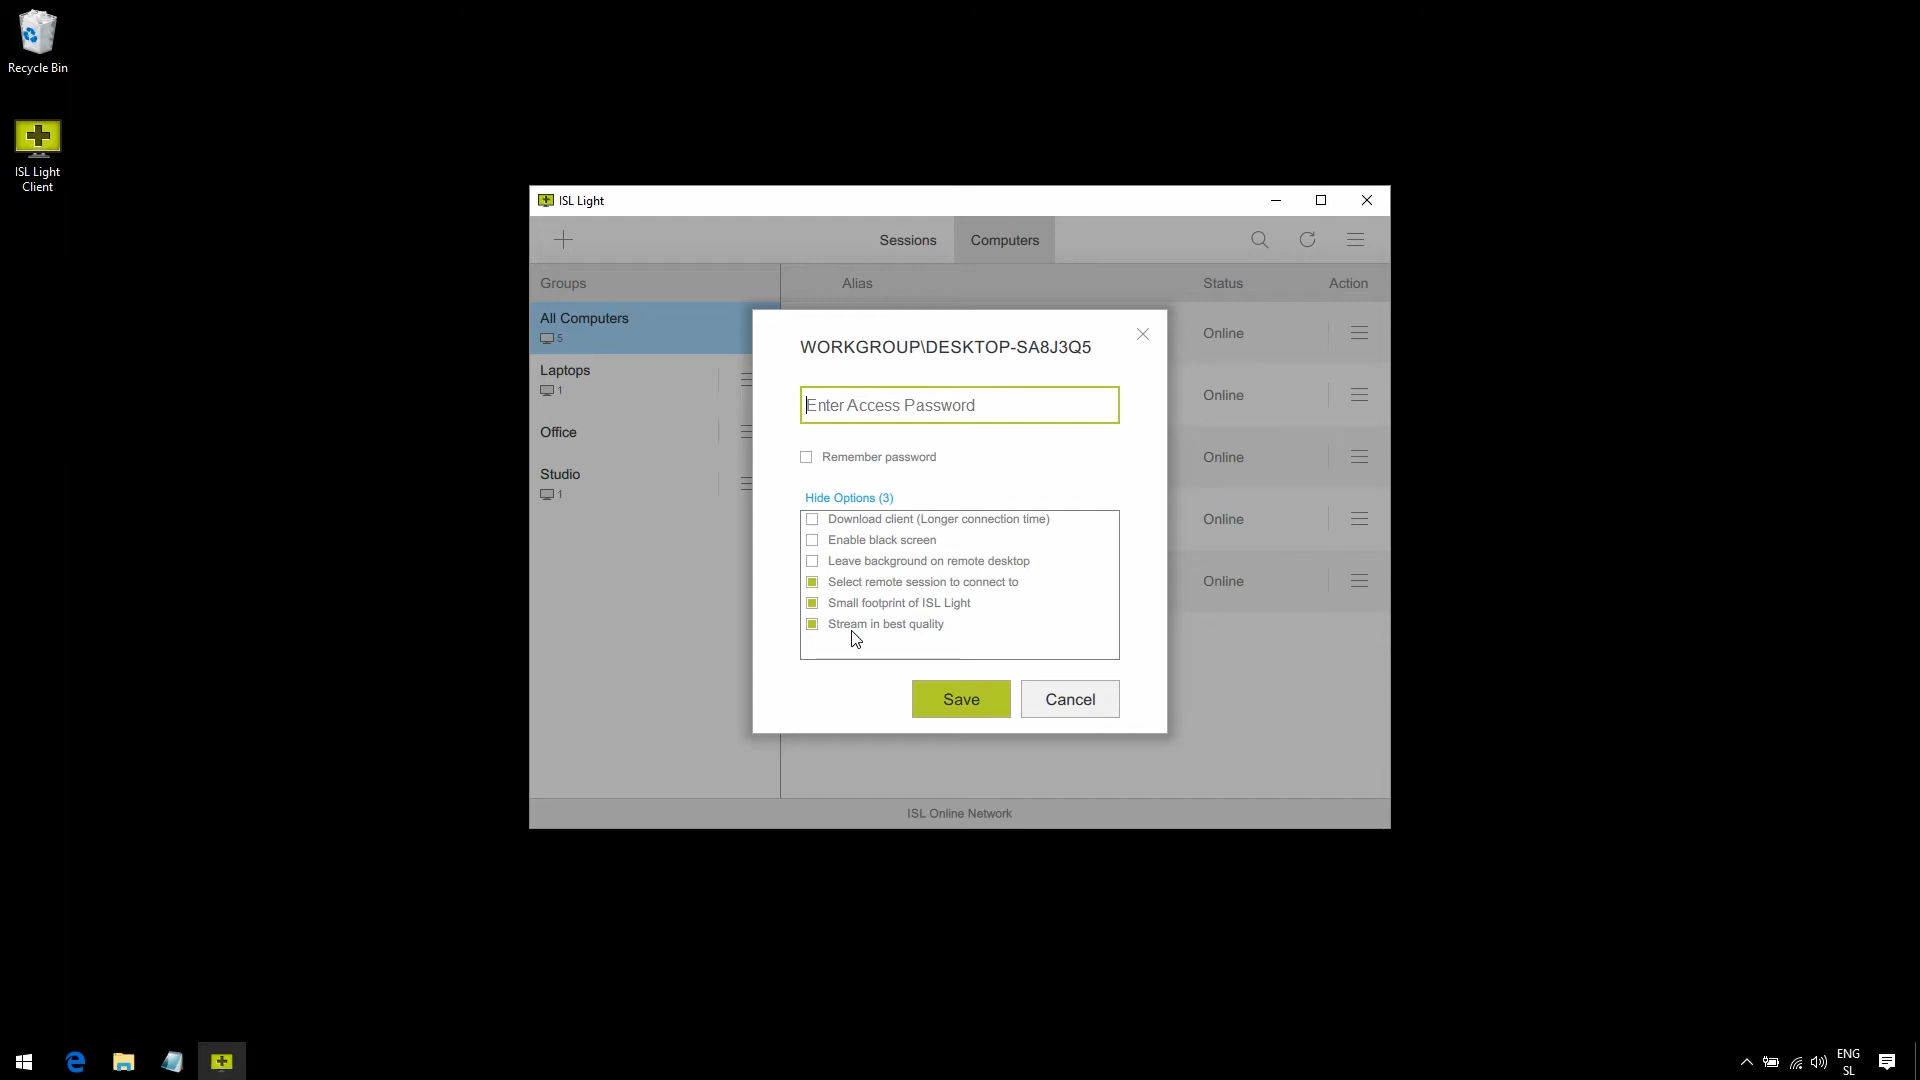 Recycle Bin
ISL Light
Client
ISL Light
Sessions
Computers
Groups
Alias
Status
Action
All Computers
5
Laptops
1
Office
Studio
1
Online
Online
Online
Online
Online
WORKGROUP\DESKTOP-SA8J3Q5
Enter Access Password
Remember password
Hide Options (3)
Download client (Longer connection time)
Enable black screen
Leave background on remote desktop
Select remote session to connect to
Small footprint of ISL Light
Stream in best quality
Save
Cancel
ISL Online Network
ENG
SL